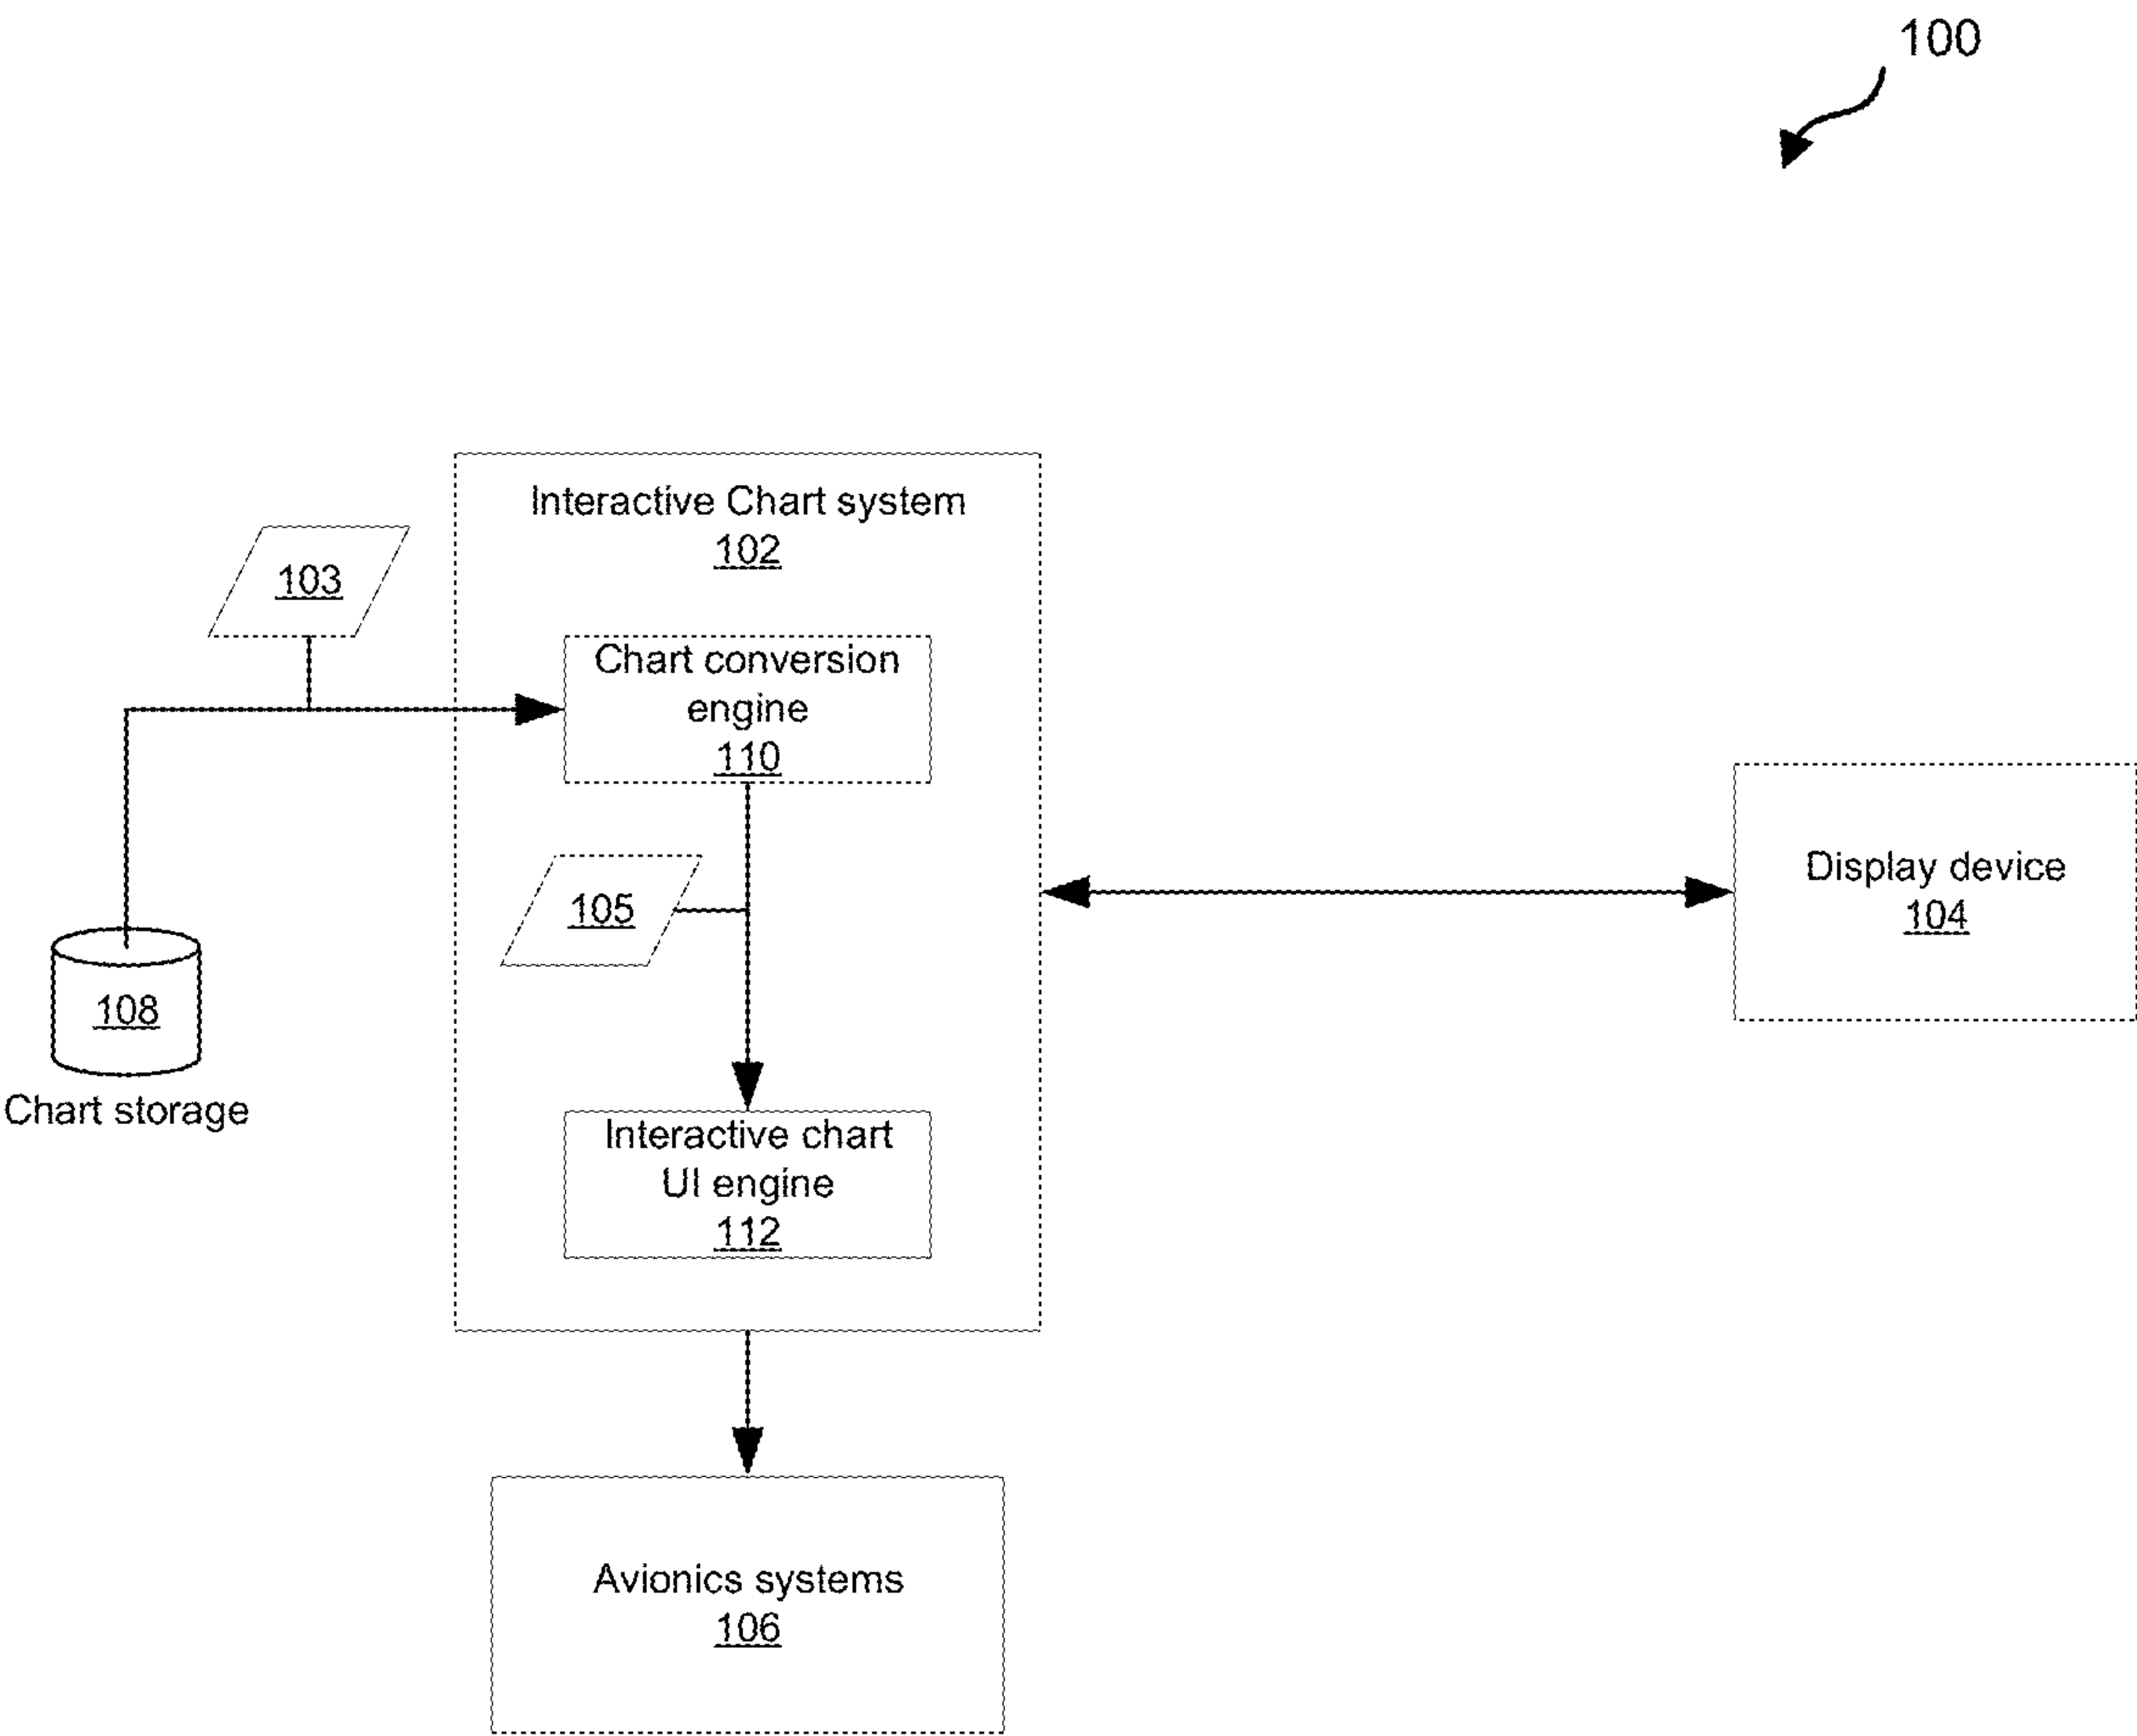 100
Interactive Chart system
102
103
Chart conversion
engine
110
105
Display device
104
108
Chart storage
Interactive chart
UI engine
112
Avionics systems
106